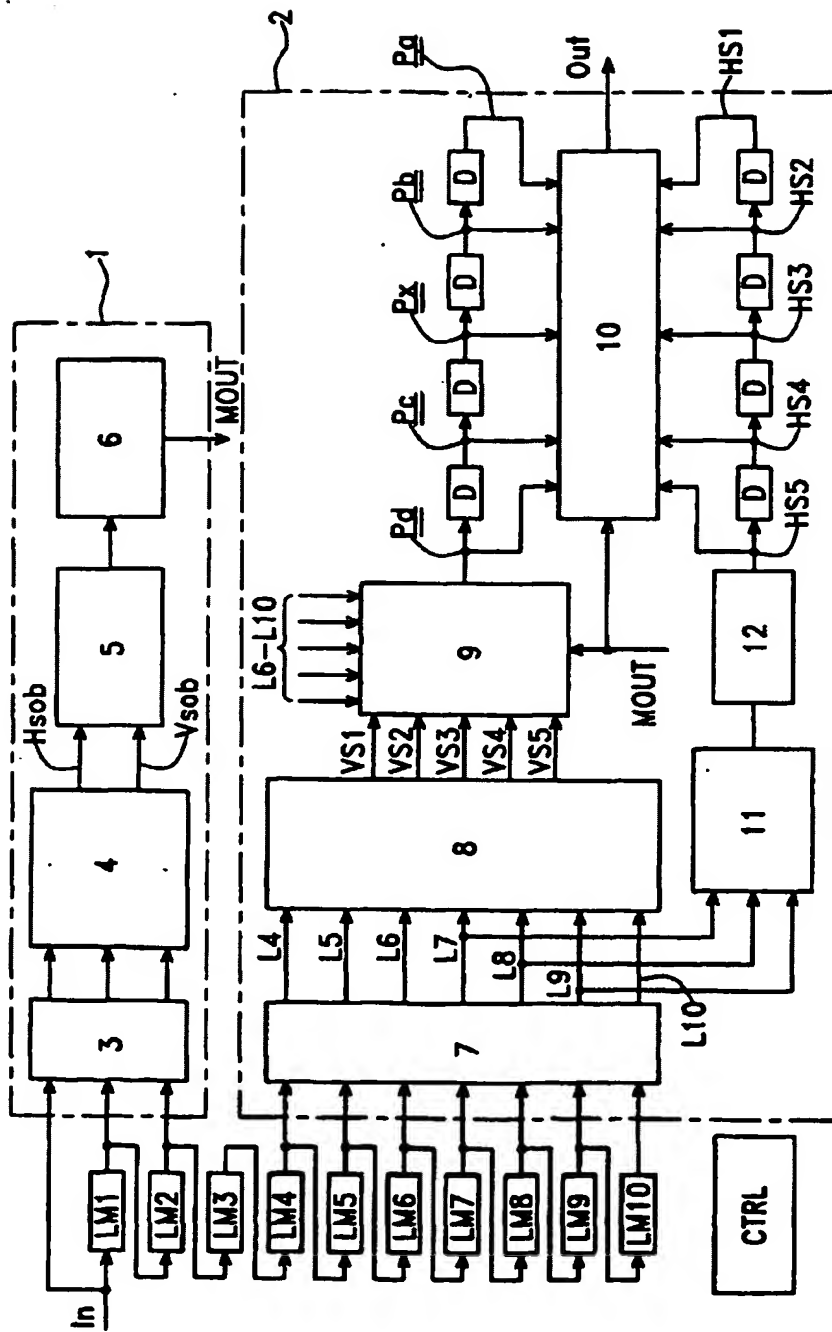 1
Hsob
Vsob
3
4
5
6
MOUT
2
In
LM1
LM2
LM3
LM4
LM5
LM6
LM7
LM8
LM9
LM10
7
L4
L5
L6
L7
L8
L9
L10
8
VS1
VS2
VS3
VS4
VS5
L6-L10
9
MOUT
Pd
Pc
Px
Pb
Pa
D
D
D
D
10
Out
11
12
D
D
D
D
HS5
HS4
HS3
HS2
HS1
CTRL